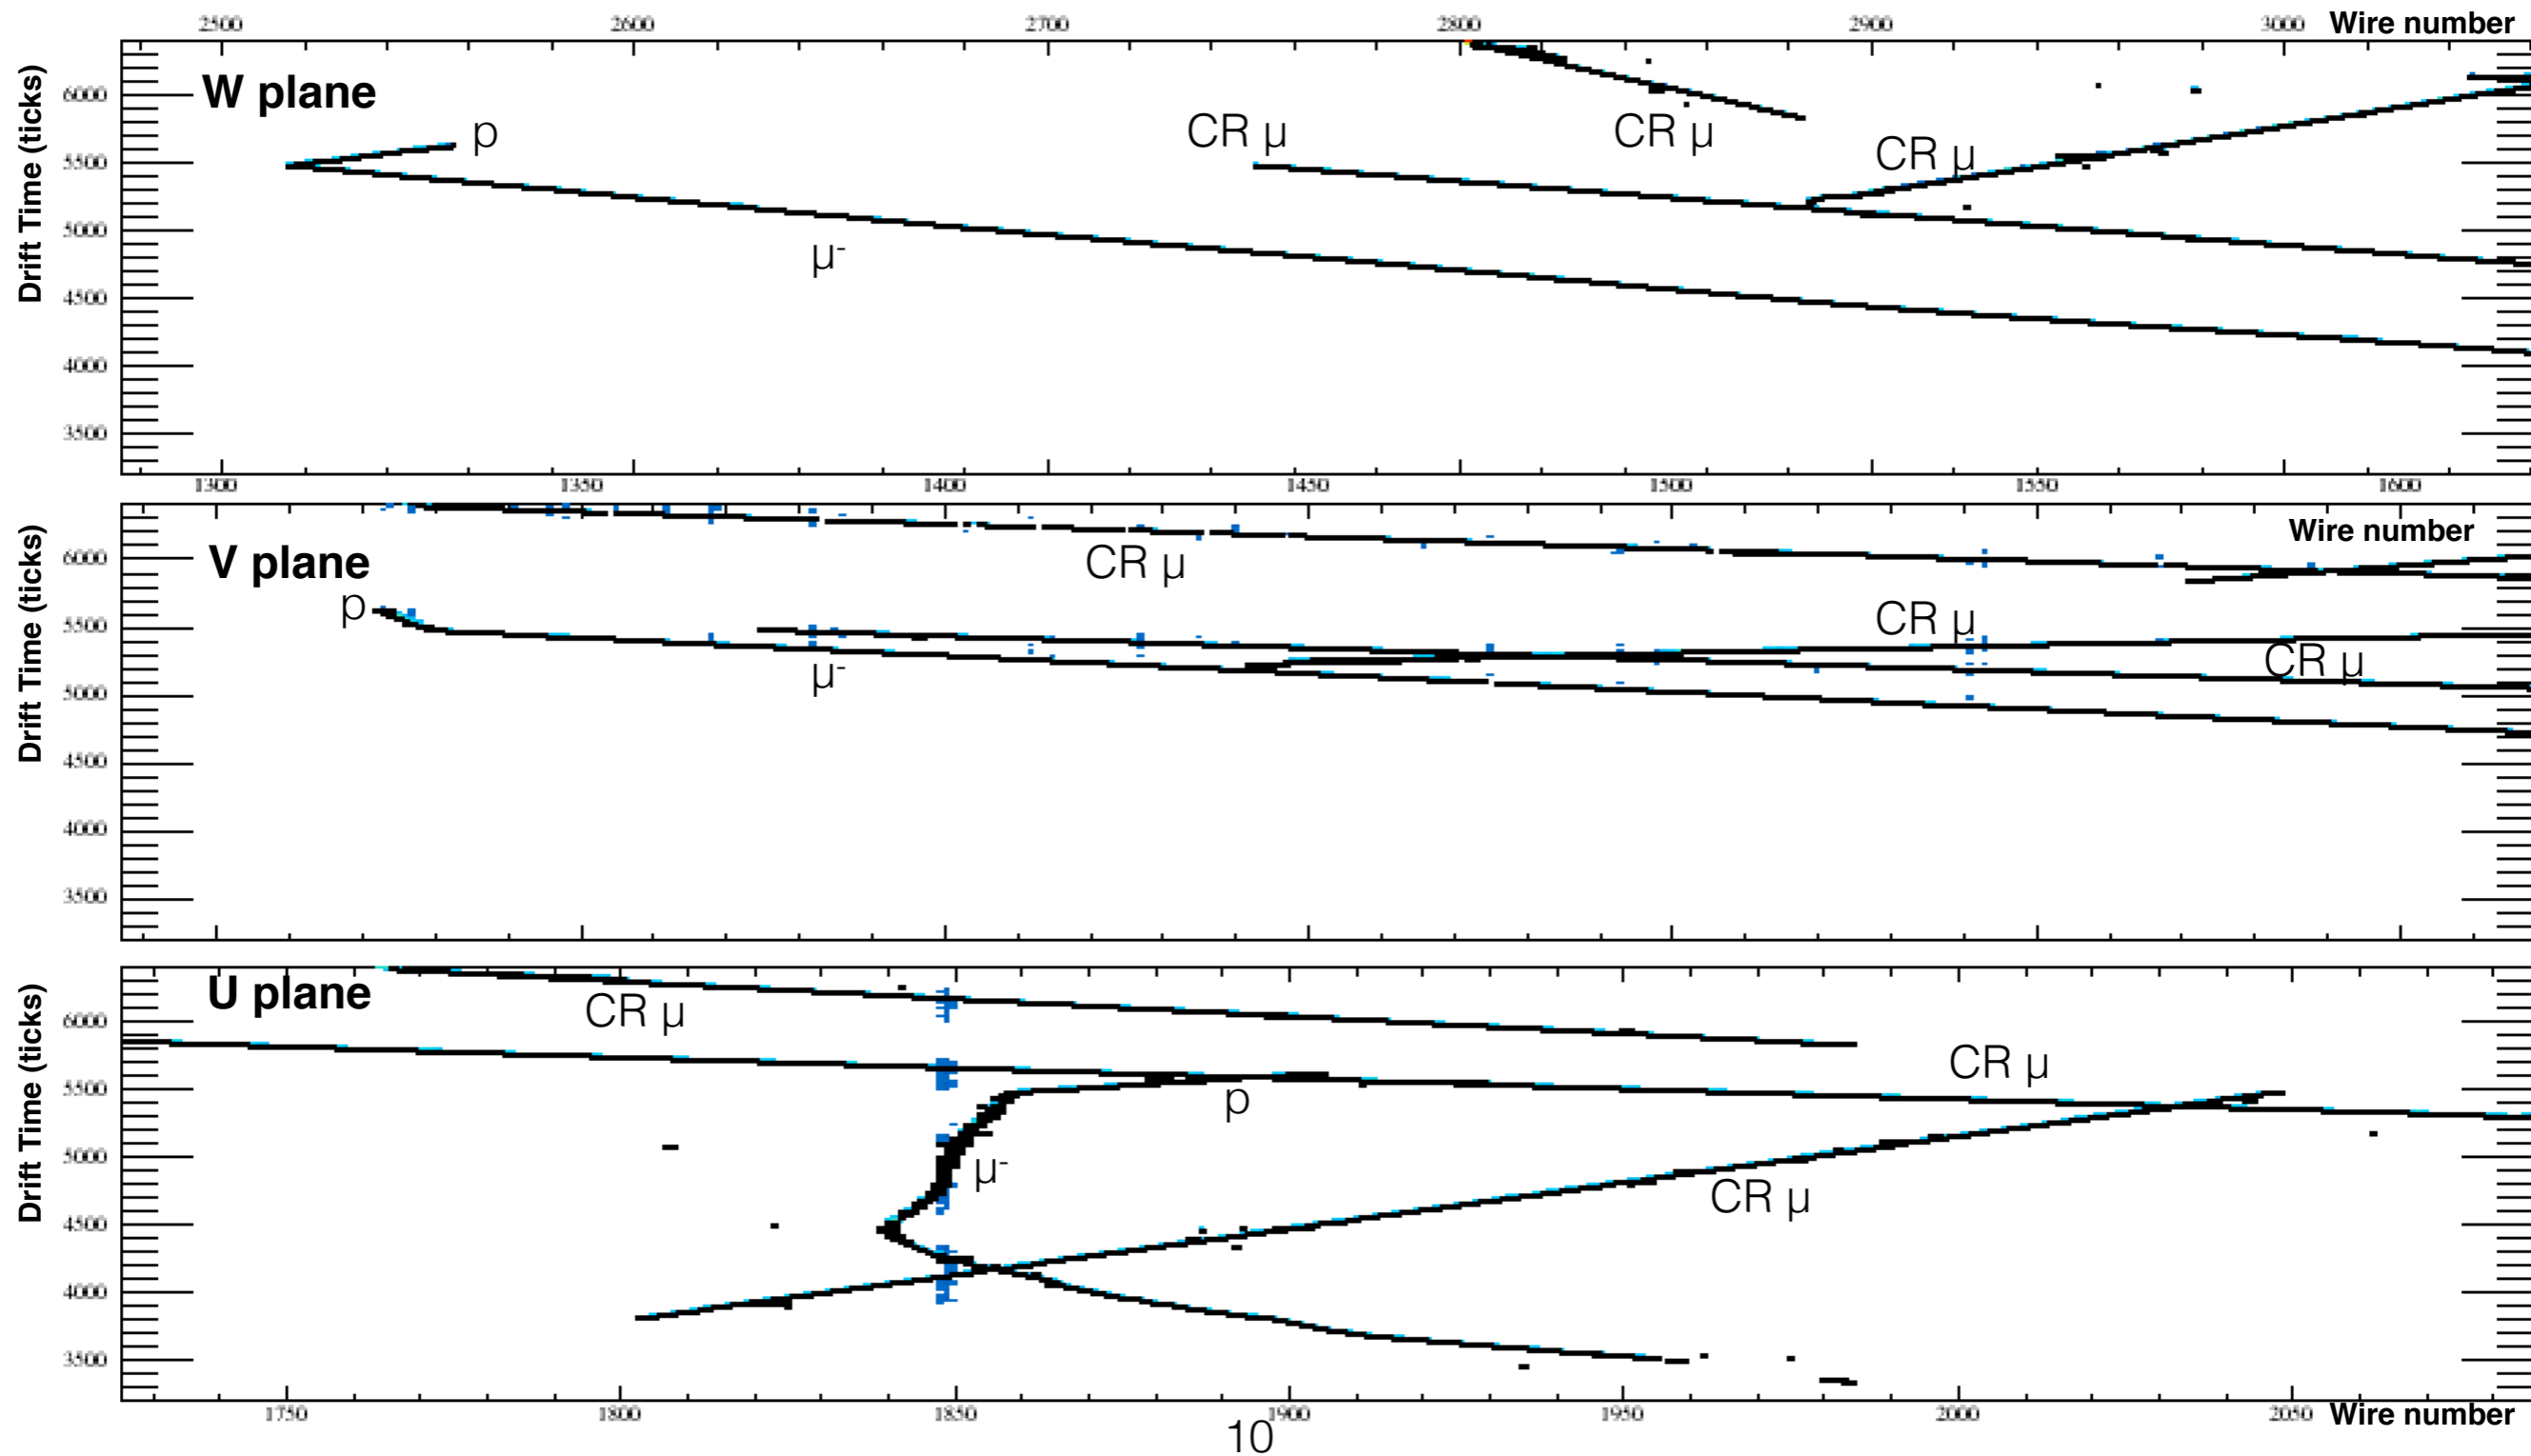 2500 2600 2700 2800 2900 3000 Wire number
Drift Time (ticks)
W plane
6000
5500
5000
4500
4000
3500
p
μ-
CR μ
CR μ
CR μ
1300 1350 1400 1450 1500 1550 1600
Wire number
Drift Time (ticks)
V plane
6000
5500
5000
4500
4000
3500
CR μ
p
μ-
CR μ
CR μ
Drift Time (ticks)
U plane
6000
5500
5000
4500
4000
3500
CR μ
CR μ
p
μ-
CR μ
1750 1800 1850 1900 1950 2000 2050 Wire number
10